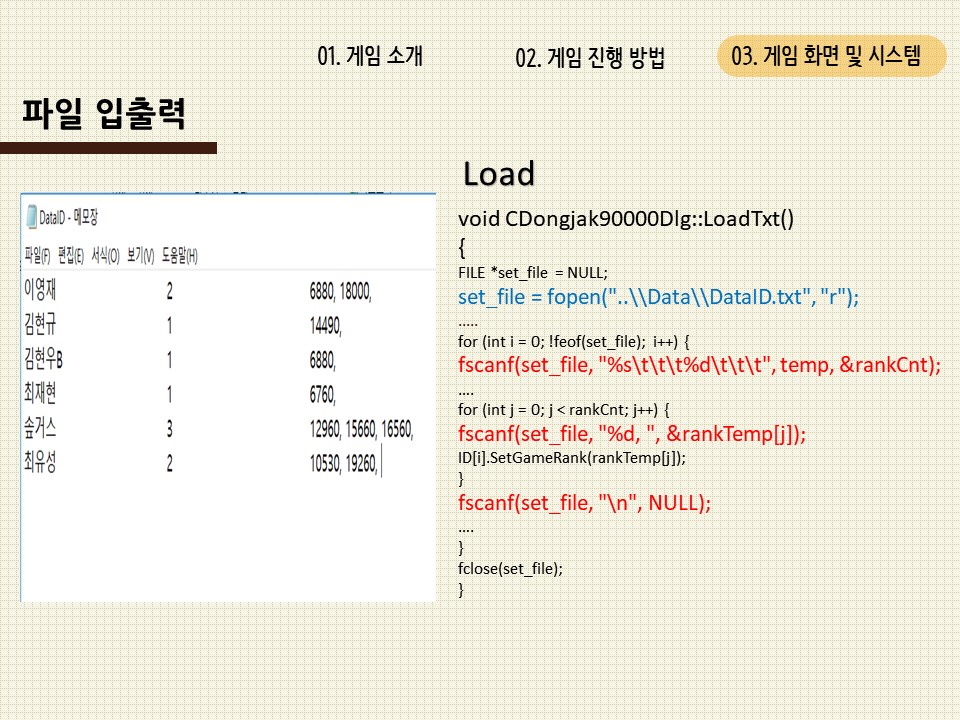 01. 게임 소개
02. 게임 진행 방법
03. 게임 화면 및 시스템
파일 입출력
DataID - 메모장
파일(F) 편집(E) 서식(O) 보기(V) 도움말(H)
이영재 2 6880, 18000,
김현규 1 14490,
김현우B 1 6880,
최재현 1 6760,
숲거스 3 12960, 15660, 16560,
최유성 2 10530, 19260,
Load
void CDongjak90000Dlg::LoadTxt()
{
FILE *set_file = NULL;
set_file = fopen("..\\Data\\DataID.txt", "r");
.....
for (int i = 0; !feof(set_file); i++) {
fscanf(set_file, "%s\t\t\t%d\t\t\t", temp, &rankCnt);
....
for (int j = 0; j < rankCnt; j++) {
fscanf(set_file, "%d, ", &rankTemp[j]);
ID[i].SetGameRank(rankTemp[j]);
}
fscanf(set_file, "\n", NULL);
....
}
fclose(set_file);
}